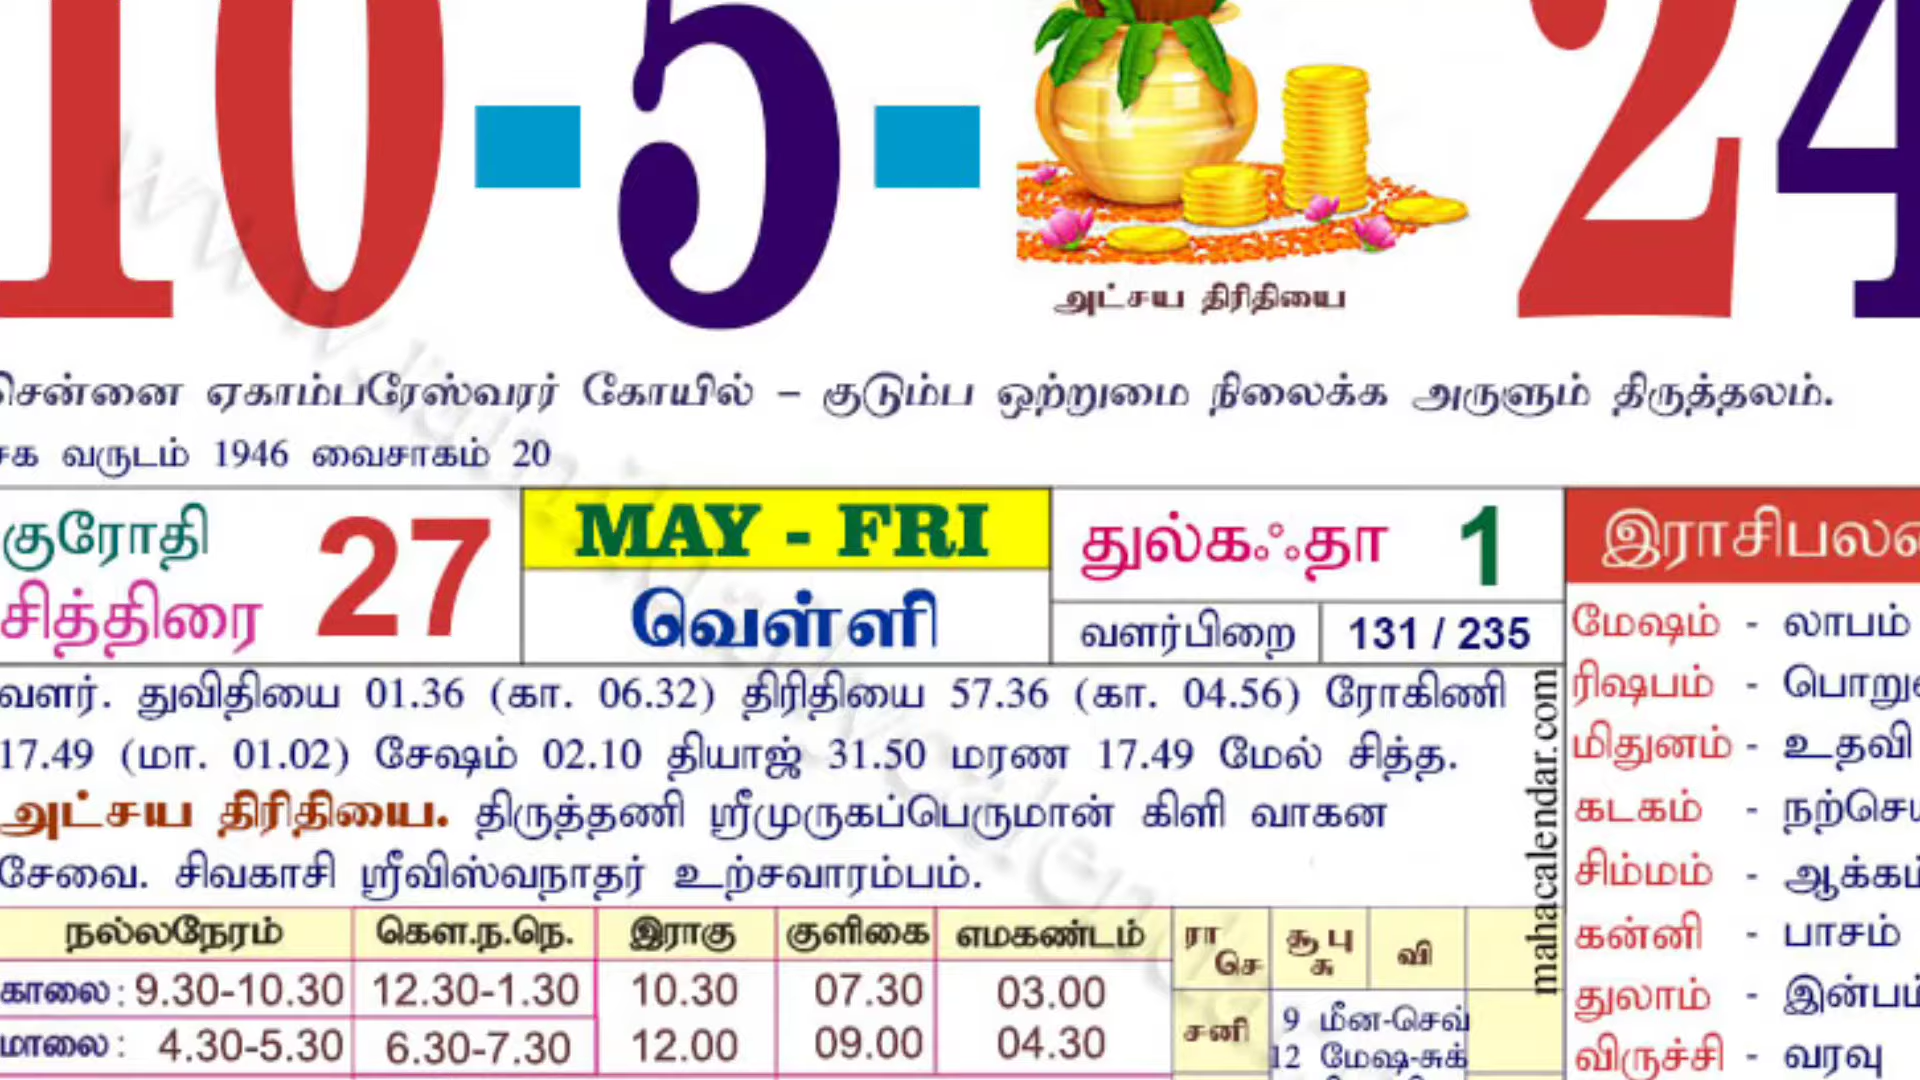 10-5- 24
அட்சய திரிதியை
சென்னை ஏகாம்பரேஸ்வரர் கோயில் – குடும்ப ஒற்றுமை நிலைக்க அருளும் திருத்தலம்.
சக வருடம் 1946 வைசாகம் 20
குரோதி
சித்திரை 27
MAY - FRI
வெள்ளி
துல்கஃதா 1
வளர்பிறை 131 / 235
வளர். துவிதியை 01.36 (கா. 06.32) திரிதியை 57.36 (கா. 04.56) ரோகிணி
17.49 (மா. 01.02) சேஷம் 02.10 தியாஜ் 31.50 மரண 17.49 மேல் சித்த.
அட்சய திரிதியை. திருத்தணி ஸ்ரீமுருகப்பெருமான் கிளி வாகன
சேவை. சிவகாசி ஸ்ரீவிஸ்வநாதர் உற்சவாரம்பம்.
mahacalendar.com
நல்லநேரம் கௌ.ந.நெ. இராகு குளிகை எமகண்டம்
காலை : 9.30-10.30 12.30-1.30 10.30 07.30 03.00
மாலை : 4.30-5.30 6.30-7.30 12.00 09.00 04.30
ரா செ சூ பு சு வி
சனி
9 மீன-செவ்
12 மேஷ-சுக்
இராசிபலன்
மேஷம் - லாபம்
ரிஷபம் -
மிதுனம் - உதவி
கடகம் -
சிம்மம் -
கன்னி - பாசம்
துலாம் - இன்பம்
விருச்சி - வரவு